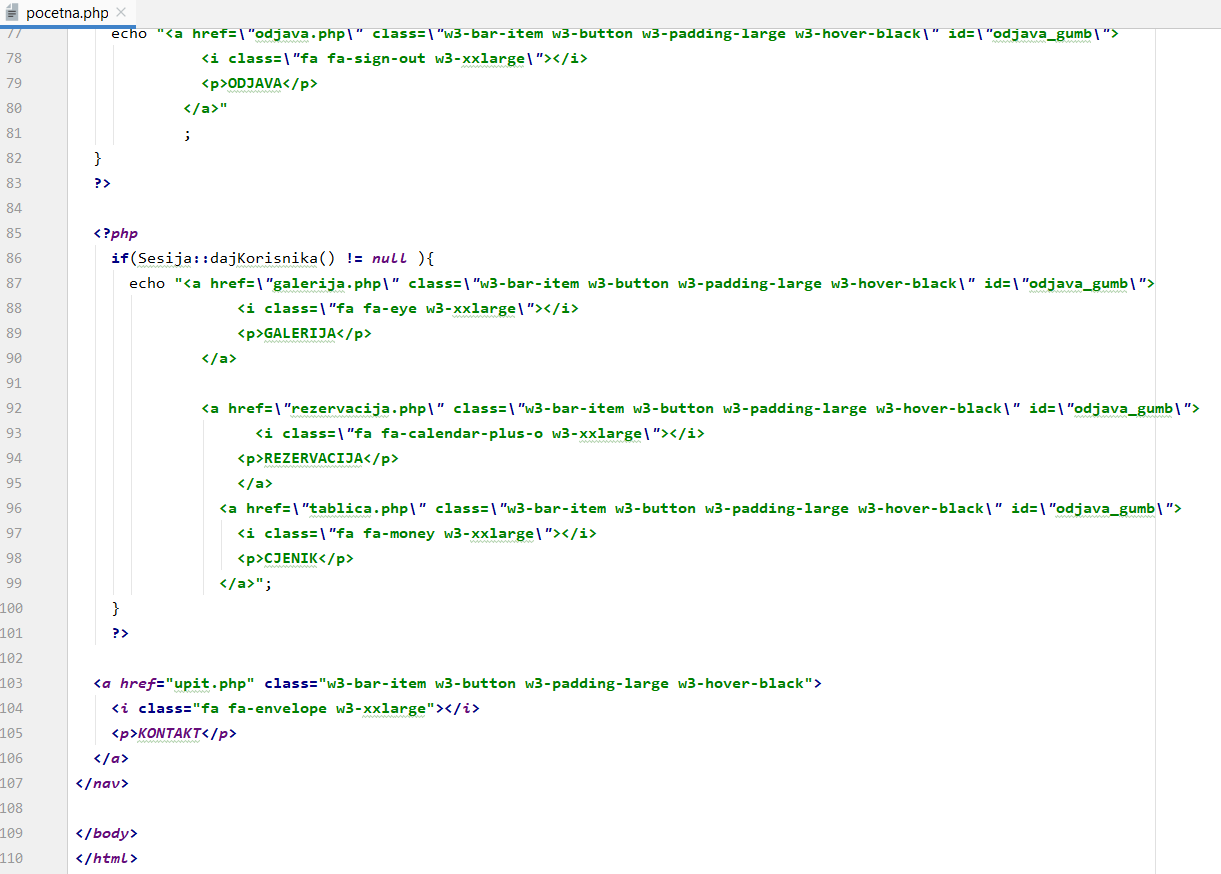 pocetna.php
77 echo "<a href=\"odjava.php\" class=\"w3-bar-item w3-button w3-padding-large w3-hover-black\" id=\"odjava_gumb\">
78 <i class=\"fa fa-sign-out w3-xxlarge\"></i>
79 <p>ODJAVA</p>
80 </a>"
81 ;
82 }
83 ?>
84
85 <?php
86 if(Sesija::dajKorisnika() != null ){
87 echo "<a href=\"galerija.php\" class=\"w3-bar-item w3-button w3-padding-large w3-hover-black\" id=\"odjava_gumb\">
88 <i class=\"fa fa-eye w3-xxlarge\"></i>
89 <p>GALERIJA</p>
90 </a>
91
92 <a href=\"rezervacija.php\" class=\"w3-bar-item w3-button w3-padding-large w3-hover-black\" id=\"odjava_gumb\">
93 <i class=\"fa fa-calendar-plus-o w3-xxlarge\"></i>
94 <p>REZERVACIJA</p>
95 </a>
96 <a href=\"tablica.php\" class=\"w3-bar-item w3-button w3-padding-large w3-hover-black\" id=\"odjava_gumb\">
97 <i class=\"fa fa-money w3-xxlarge\"></i>
98 <p>CJENIK</p>
99 </a>";
100 }
101 ?>
102
103 <a href="upit.php" class="w3-bar-item w3-button w3-padding-large w3-hover-black">
104 <i class="fa fa-envelope w3-xxlarge"></i>
105 <p>KONTAKT</p>
106 </a>
107 </nav>
108
109 </body>
110 </html>